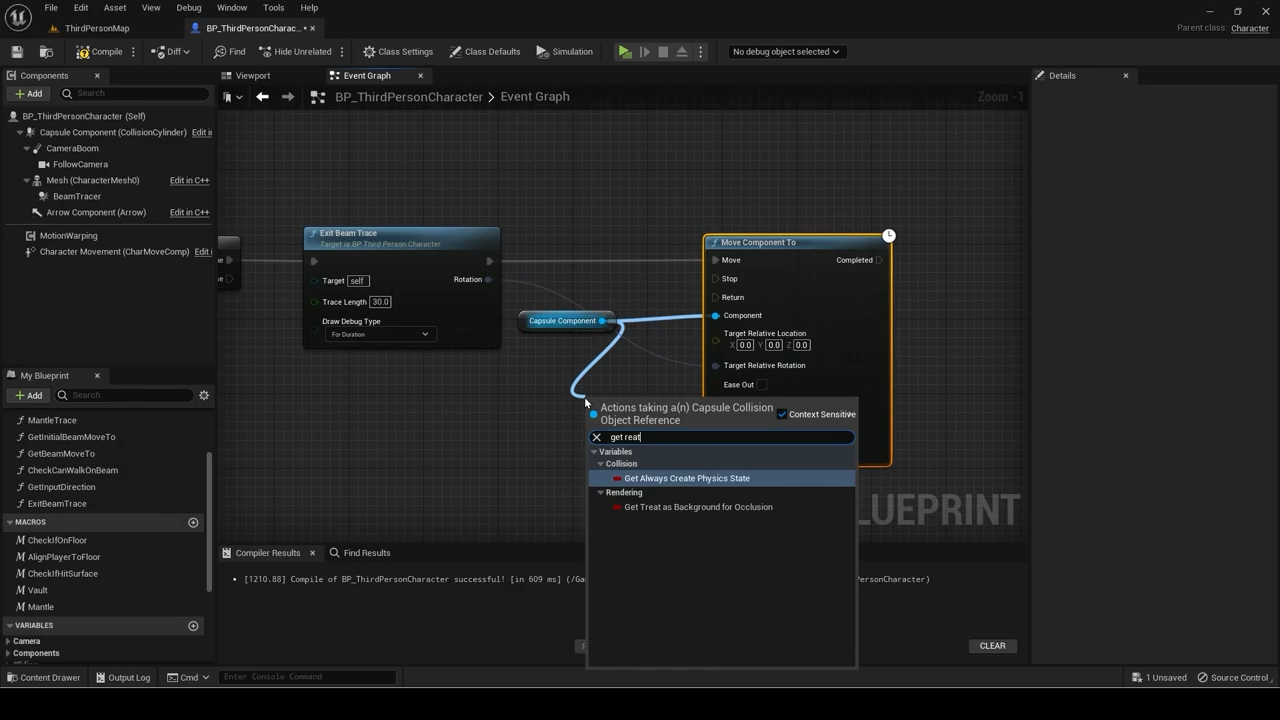 File Edit Asset View Debug Window Tools Help
ThirdPersonMap
BP_ThirdPersonCharac... •
Parent class: Character
Compile
Diff
Find
Hide Unrelated
Class Settings
Class Defaults
Simulation
No debug object selected
Components
Viewport
Event Graph
Details
Add
Search
BP_ThirdPersonCharacter > Event Graph
Zoom -1
BP_ThirdPersonCharacter (Self)
Capsule Component (CollisionCylinder) Edit in
CameraBoom
FollowCamera
Mesh (CharacterMesh0) Edit in C++
BeamTracer
Arrow Component (Arrow) Edit in C++
MotionWarping
Character Movement (CharMoveComp) Edit i
Exit Beam Trace
Target is BP Third Person Character
Target self
Rotation
Trace Length 30.0
Draw Debug Type
For Duration
Capsule Component
Move Component To
Move
Completed
Stop
Return
Component
Target Relative Location
X 0.0 Y 0.0 Z 0.0
Target Relative Rotation
Ease Out
Actions taking a(n) Capsule Collision
Object Reference
Context Sensitive
get reat
Variables
Collision
Get Always Create Physics State
Rendering
Get Treat as Background for Occlusion
LUEPRINT
My Blueprint
Add
Search
MantleTrace
GetInitialBeamMoveTo
GetBeamMoveTo
CheckCanWalkOnBeam
GetInputDirection
ExitBeamTrace
MACROS
CheckIfOnFloor
AlignPlayerToFloor
CheckIfHitSurface
Vault
Mantle
VARIABLES
Camera
Components
Compiler Results
Find Results
• [1210.88] Compile of BP_ThirdPersonCharacter successful! [in 609 ms] (/Ga
ersonCharacter)
CLEAR
Content Drawer
Output Log
Cmd
Enter Console Command
1 Unsaved
Source Control